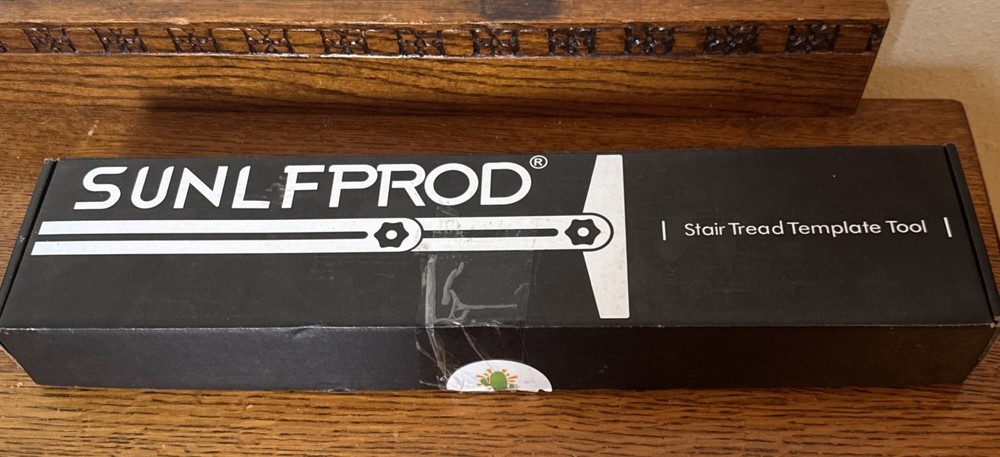 SUNLFPROD®
| Stair Tread Template Tool |